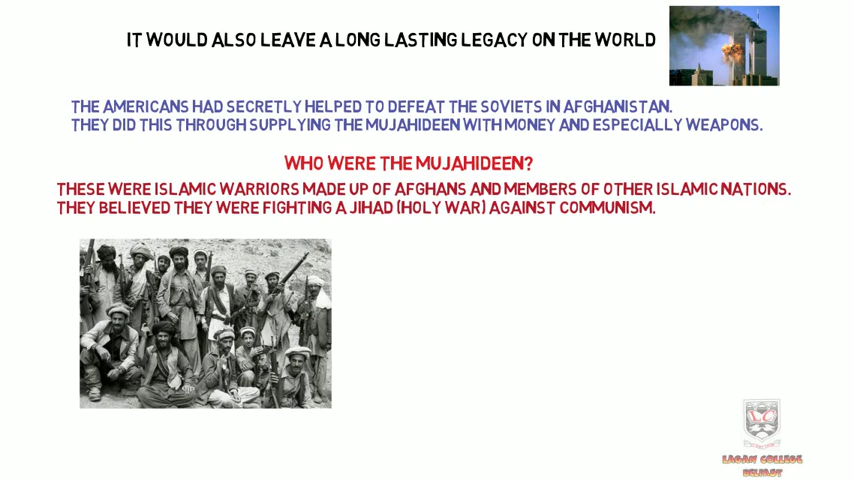 IT WOULD ALSO LEAVE A LONG LASTING LEGACY ON THE WORLD
THE AMERICANS HAD SECRETLY HELPED TO DEFEAT THE SOVIETS IN AFGHANISTAN.
THEY DID THIS THROUGH SUPPLYING THE MUJAHIDEEN WITH MONEY AND ESPECIALLY WEAPONS.
WHO WERE THE MUJAHIDEEN?
THESE WERE ISLAMIC WARRIORS MADE UP OF AFGHANS AND MEMBERS OF OTHER ISLAMIC NATIONS.
THEY BELIEVED THEY WERE FIGHTING A JIHAD (HOLY WAR) AGAINST COMMUNISM.
LC
LAGAN COLLEGE
BELFAST